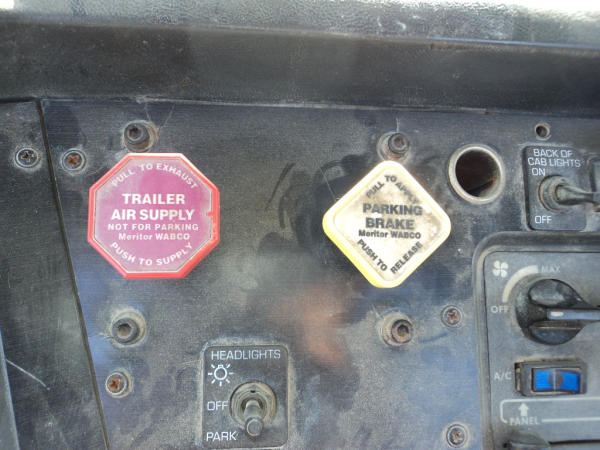 PULL TO EXHAUST
TRAILER
AIR SUPPLY
NOT FOR PARKING
Meritor WABCO
PUSH TO SUPPLY
PULL TO APPLY
PARKING
BRAKE
Meritor WABCO
PUSH TO RELEASE
BACK OF
CAB LIGHTS
ON
OFF
MAX
OFF
A/C
PANEL
HEADLIGHTS
OFF
PARK